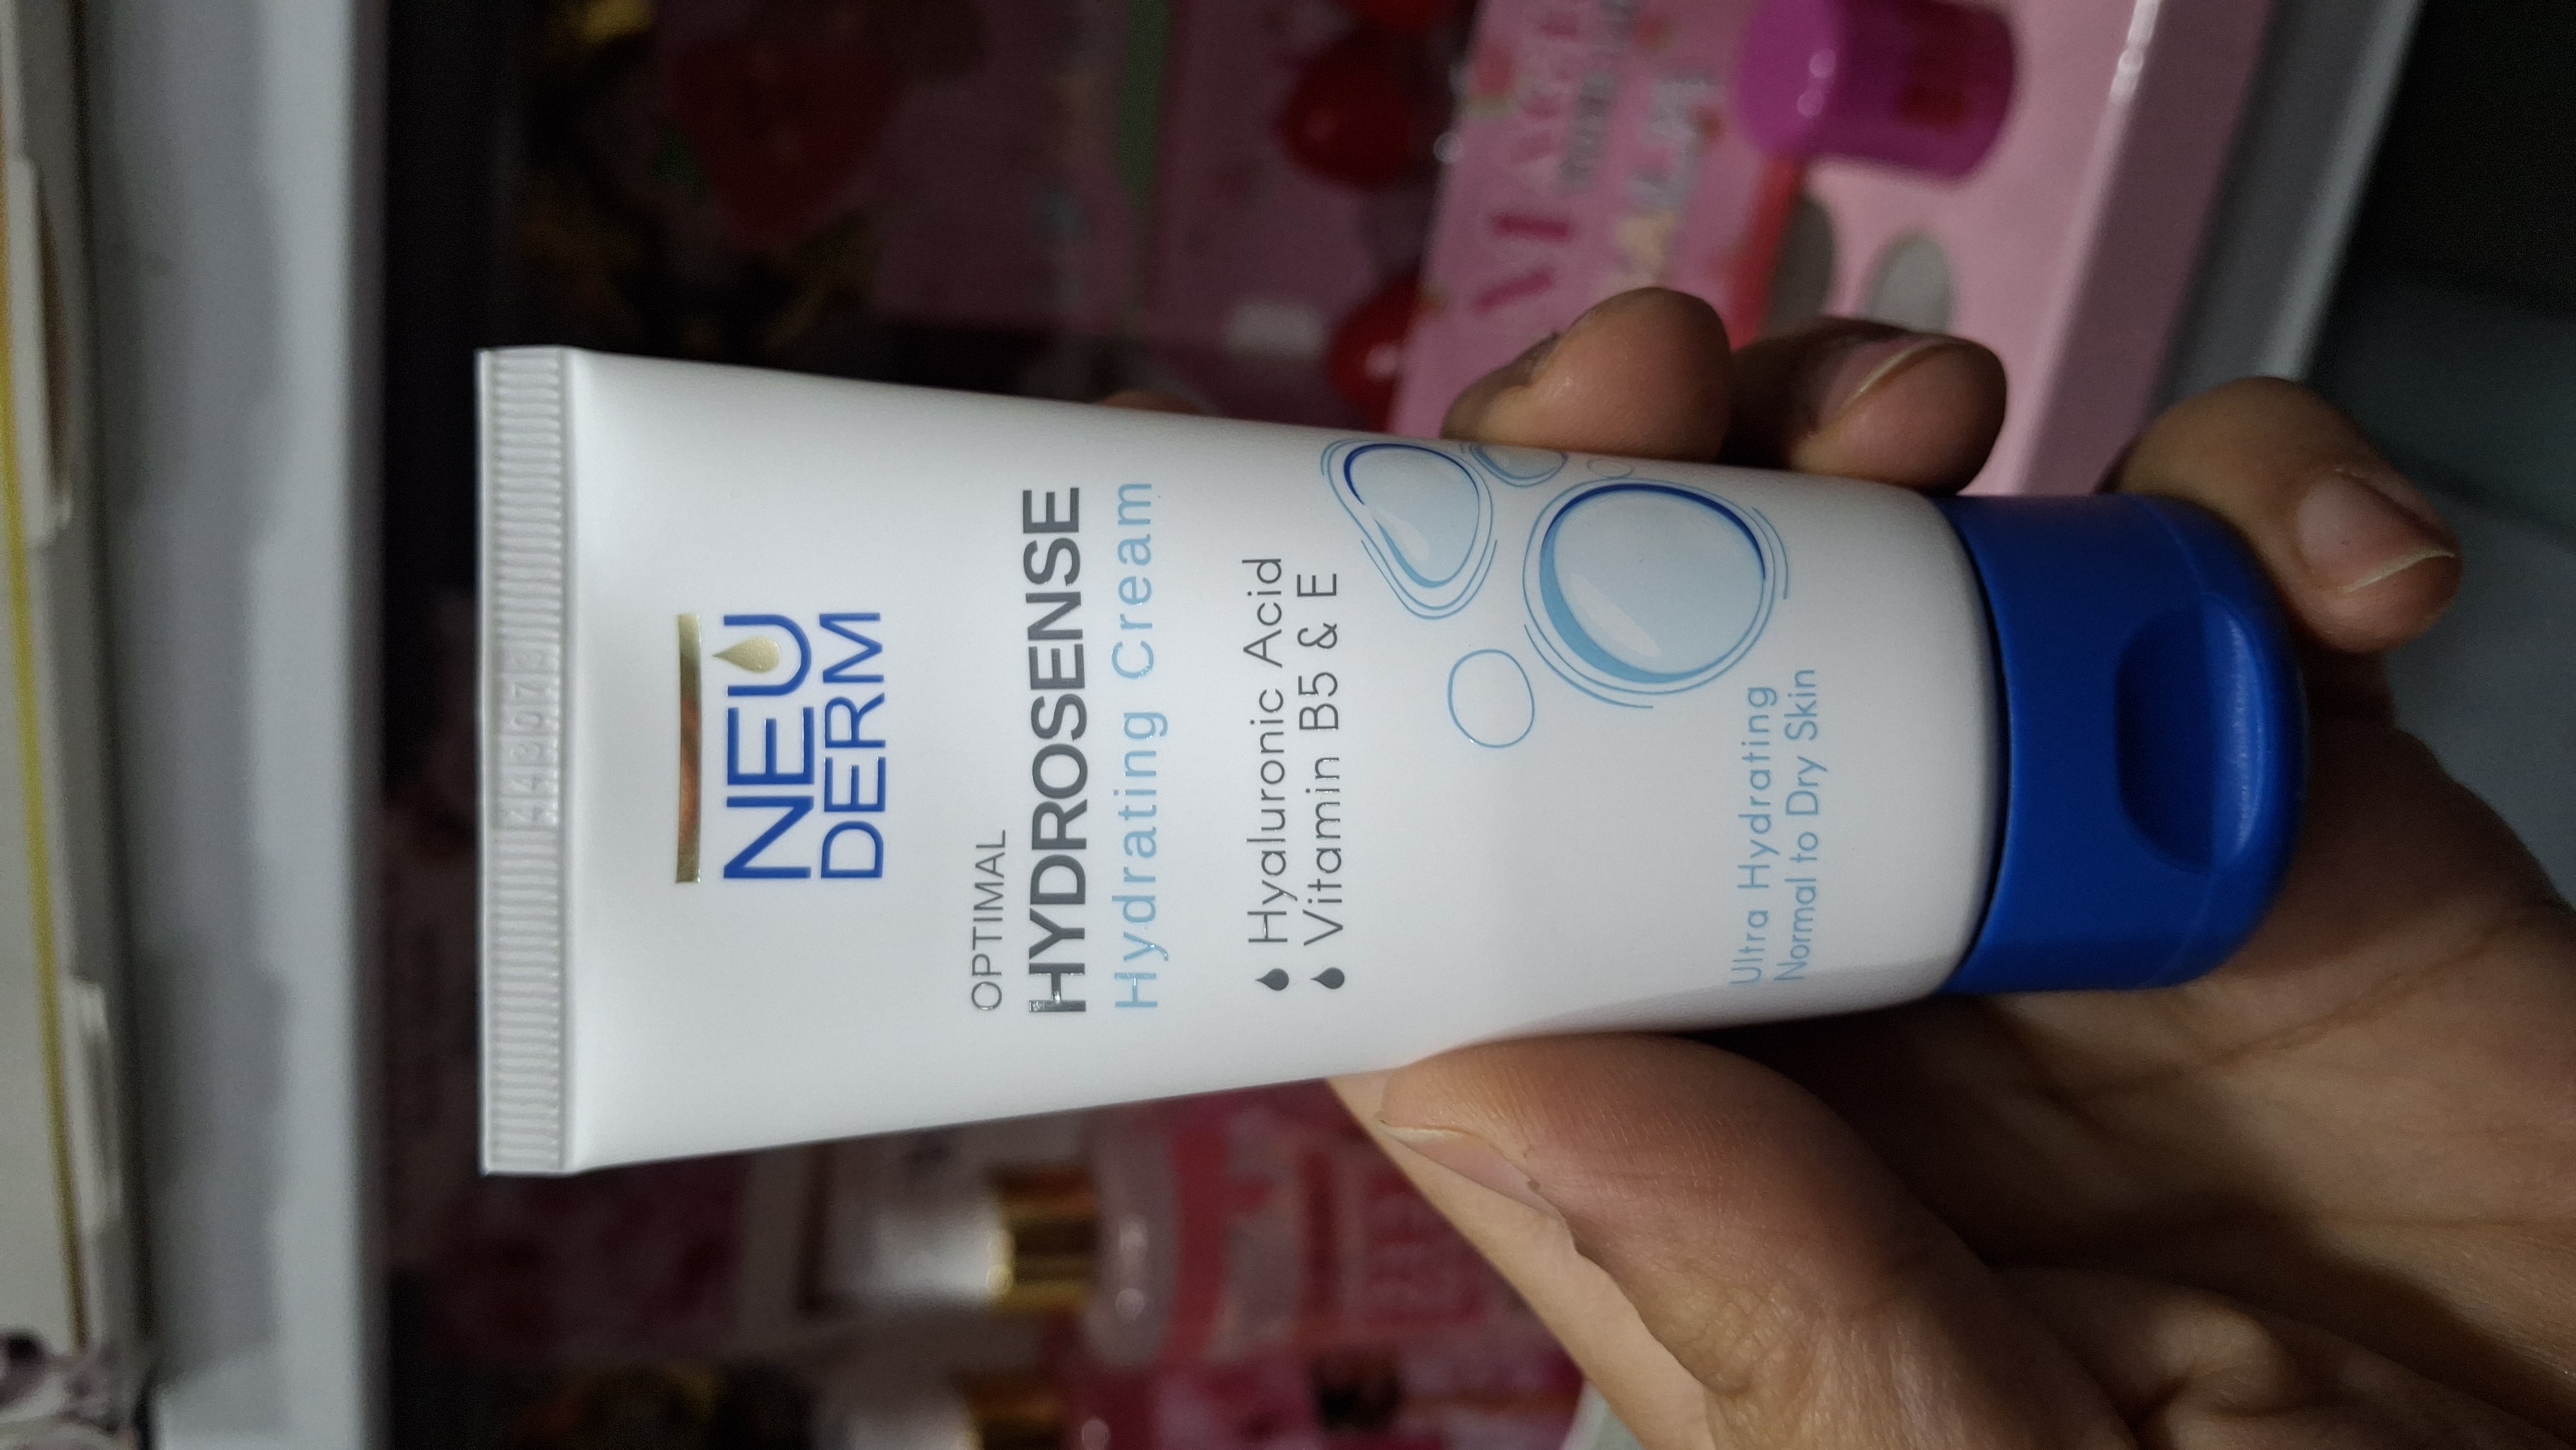 NEU
DERM
OPTIMAL
HYDROSENSE
Hydrating Cream
Hyaluronic Acid
Vitamin B5 & E
Ultra Hydrating
Normal to Dry Skin